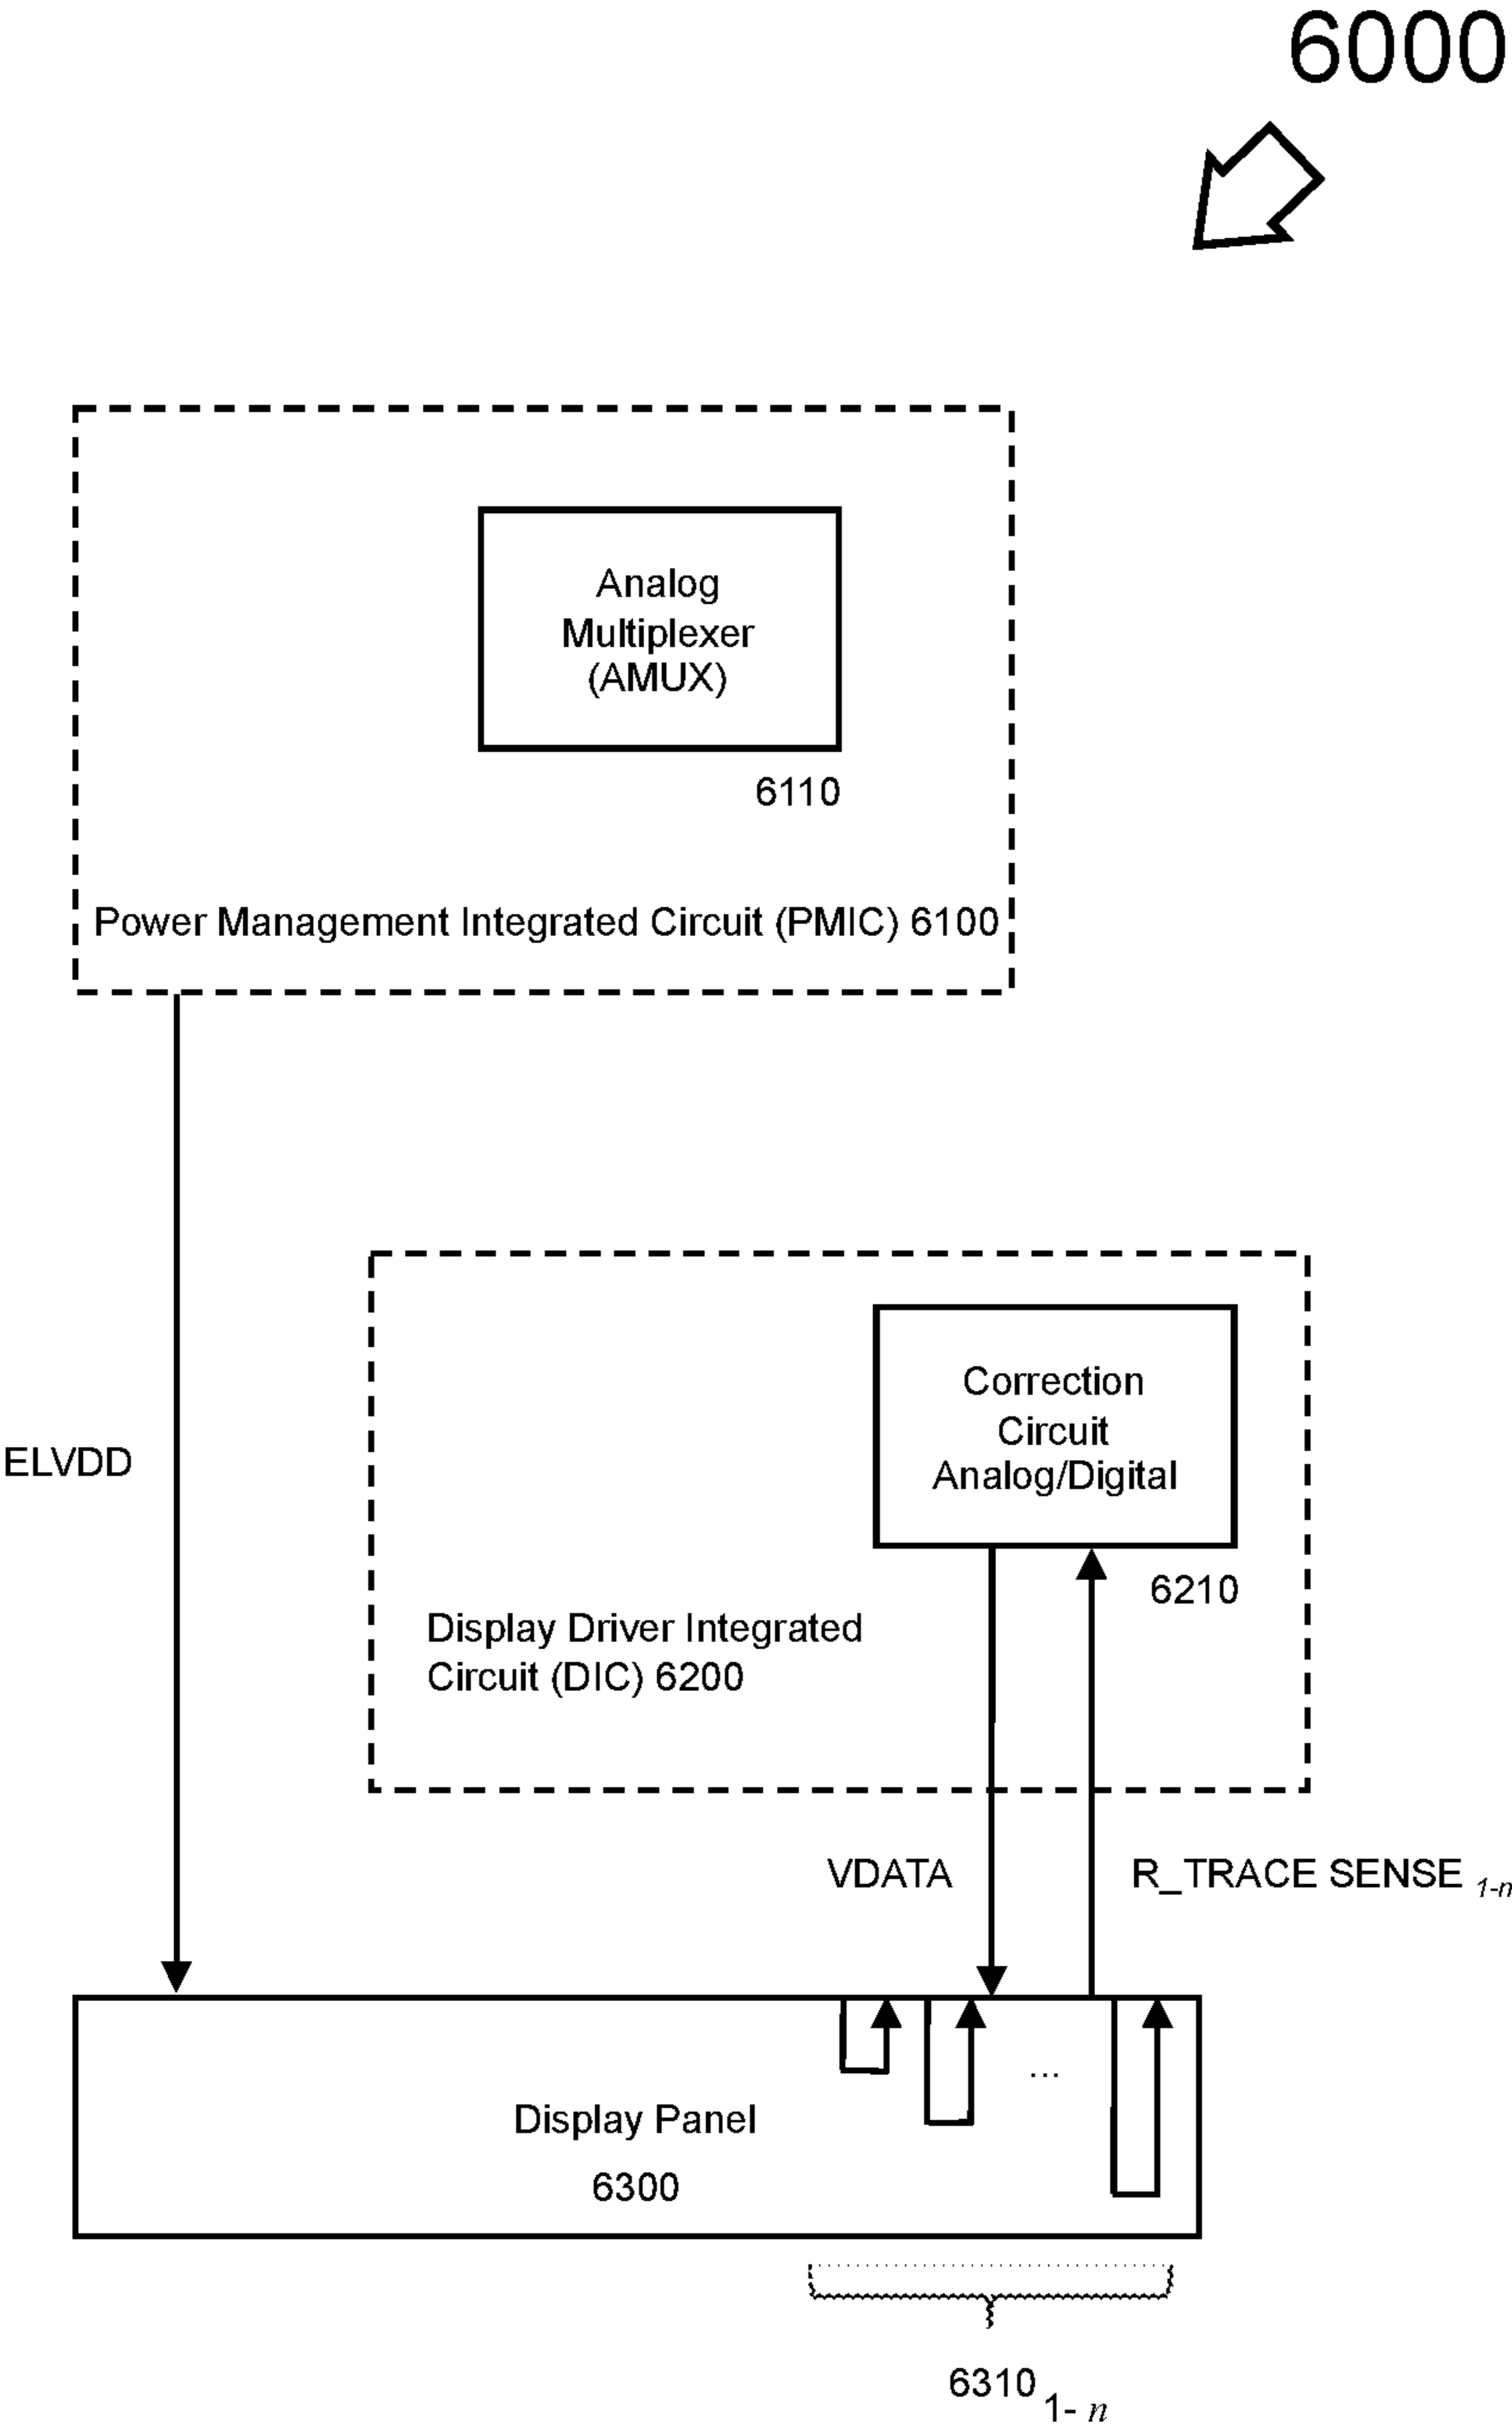 6000
Analog
Multiplexer
(AMUX)
6110
Power Management Integrated Circuit (PMIC) 6100
Correction
Circuit
Analog/Digital
6210
ELVDD
Display Driver Integrated
Circuit (DIC) 6200
VDATA
R_TRACE SENSE 1-n
...
Display Panel
6300
6310 1- n